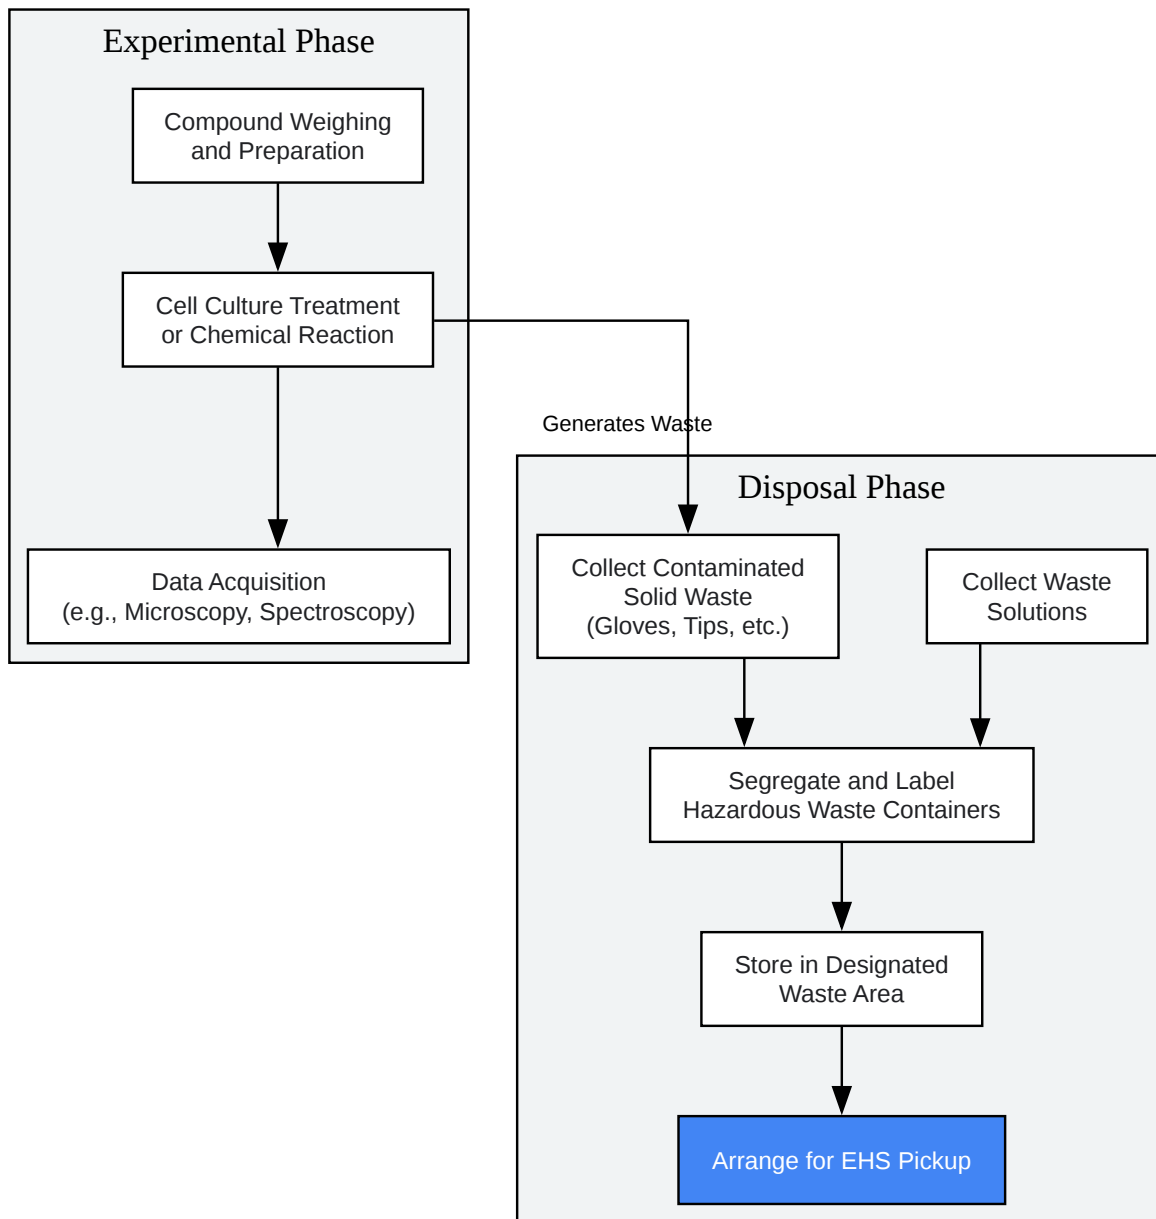 Experimental Phase
Compound Weighing
and Preparation
Cell Culture Treatment
or Chemical Reaction
Generates Waste
Data Acquisition
(e.g., Microscopy, Spectroscopy)
Disposal Phase
Collect Contaminated
Solid Waste
(Gloves, Tips, etc.)
Collect Waste
Solutions
Segregate and Label
Hazardous Waste Containers
Store in Designated
Waste Area
Arrange for EHS Pickup